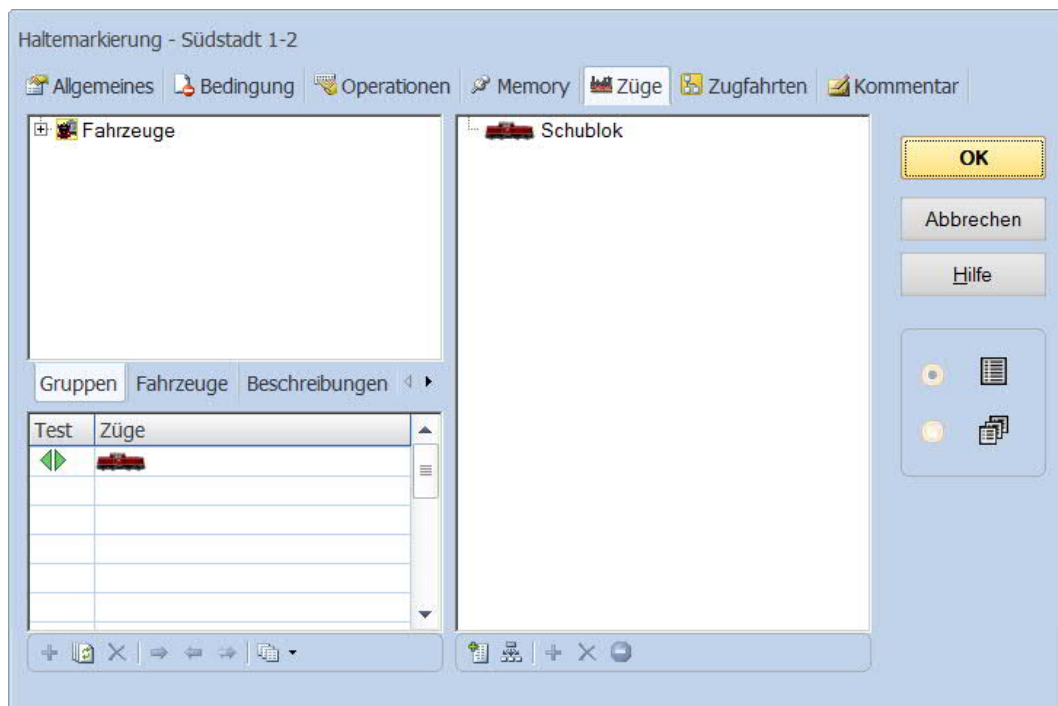 Haltemarkierung - Südstadt 1-2
Allgemeines Bedingung Operationen Memory Züge Zugfahrten Kommentar
Fahrzeuge
Schublok
OK
Abbrechen
Hilfe
Gruppen Fahrzeuge Beschreibungen
Test Züge